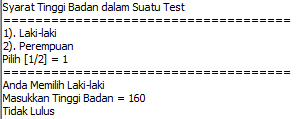 Syarat Tinggi Badan dalam Suatu Test
========================================
1). Laki-laki
2). Perempuan
Pilih [1/2] = 1
========================================
Anda Memilih Laki-laki
Masukkan Tinggi Badan = 160
Tidak Lulus